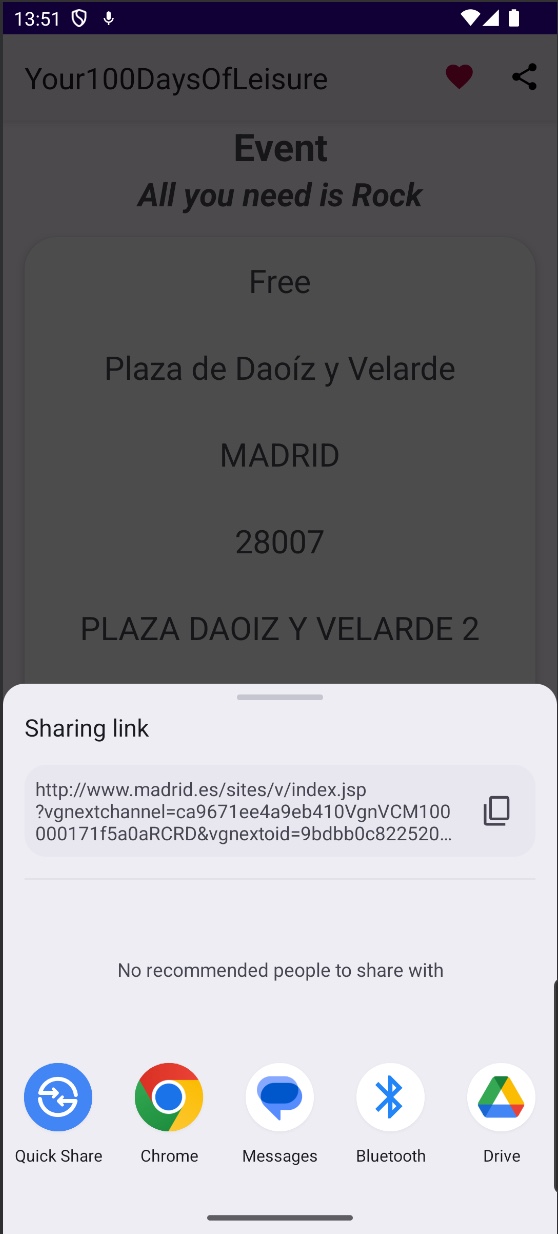 13:51
Your100DaysOfLeisure
Event
All you need is Rock
Free
Plaza de Daoíz y Velarde
MADRID
28007
PLAZA DAOIZ Y VELARDE 2
Sharing link
http://www.madrid.es/sites/v/index.jsp
?vgnextchannel=ca9671ee4a9eb410VgnVCM100
000171f5a0aRCRD&vgnextoid=9bdbb0c822520…
No recommended people to share with
Quick Share Chrome Messages Bluetooth Drive